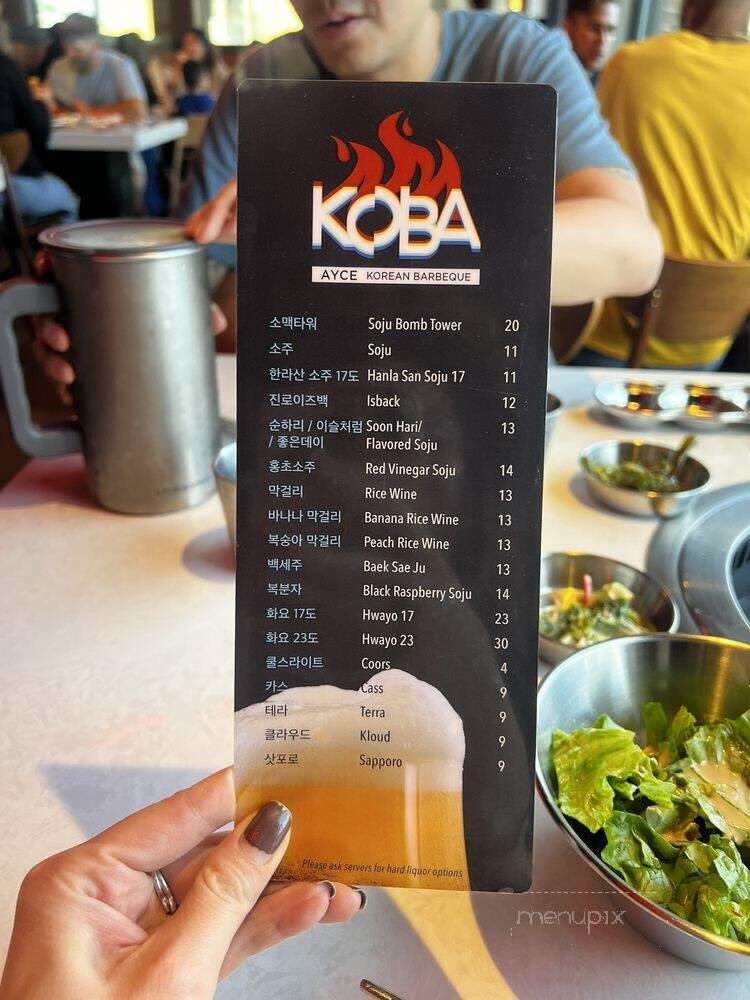 KOBA
AYCE KOREAN BARBEQUE
소맥타워 Soju Bomb Tower 20
소주 Soju 11
한라산 소주 17도 Hanla San Soju 17 11
진로이즈백 Isback 12
순하리 / 이슬처럼 Soon Hari/ 13
/ 좋은데이 Flavored Soju
홍초소주 Red Vinegar Soju 14
막걸리 Rice Wine 13
바나나 막걸리 Banana Rice Wine 13
복숭아 막걸리 Peach Rice Wine 13
백세주 Baek Sae Ju 13
복분자 Black Raspberry Soju 14
화요 17도 Hwayo 17 23
화요 23도 Hwayo 23 30
쿨스라이트 Coors 4
카스 Cass 9
테라 Terra 9
클라우드 Kloud 9
삿포로 Sapporo 9
Please ask servers for hard liquor options
menupix